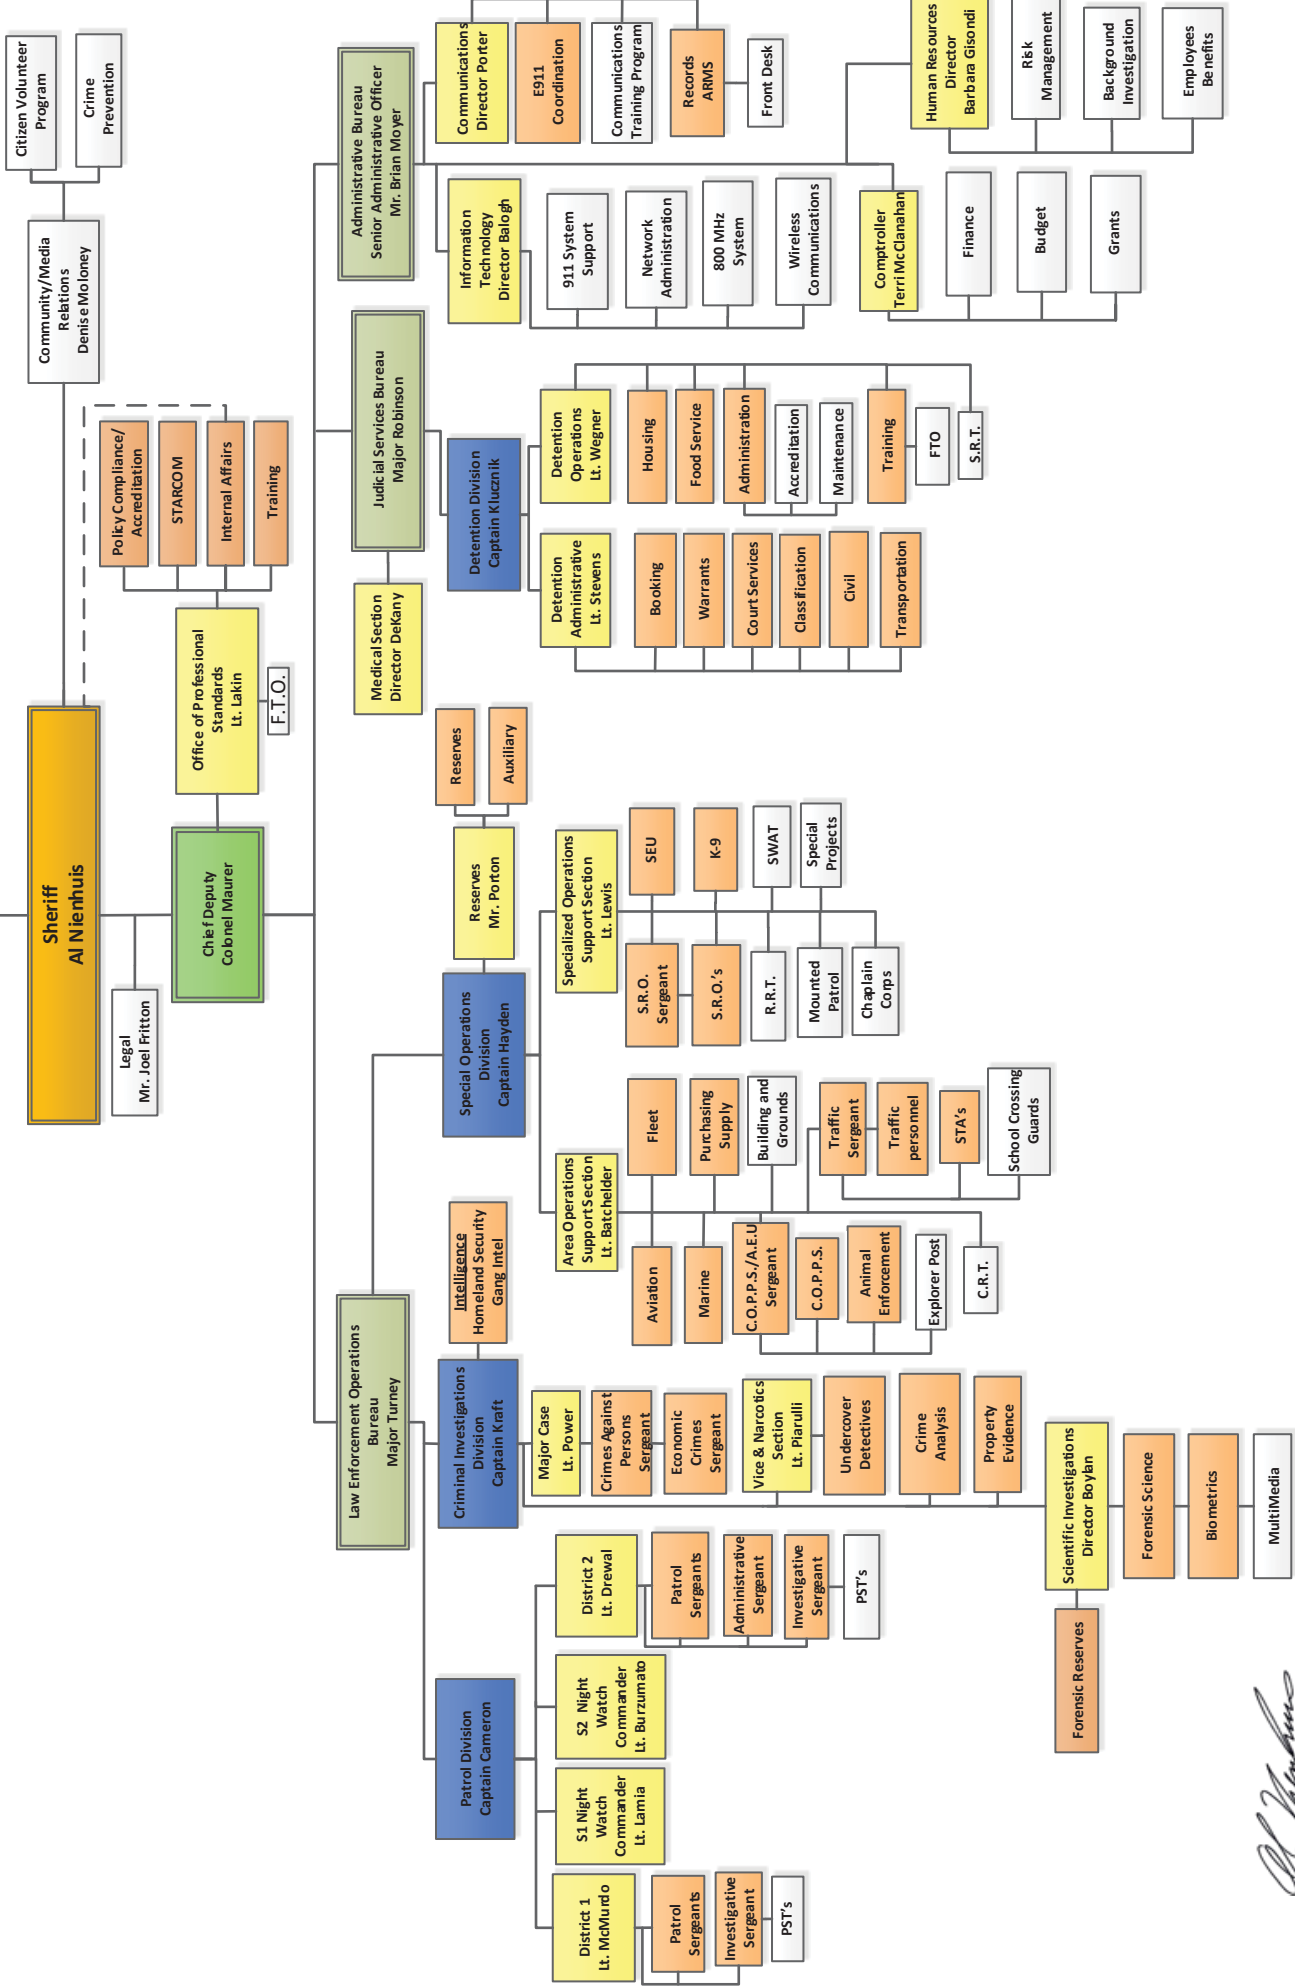 Sheriff
Al Nienhuis
Legal
Mr. Joel Fritton
Community/Media
Relations
Denise Moloney
Citizen Volunteer
Program
Crime
Prevention
Chief Deputy
Colonel Maurer
Office of Professional
Standards
Lt. Lakin
F.T.O.
Policy Compliance/
Accreditation
STARCOM
Internal Affairs
Training
Law Enforcement Operations
Bureau
Major Turney
Patrol Division
Captain Cameron
District 1
Lt. McMurdo
Patrol
Sergeants
Investigative
Sergeant
PST's
S1 Night
Watch
Commander
Lt. Lamia
S2 Night
Watch
Commander
Lt. Burzumato
District 2
Lt. Drewal
Patrol
Sergeants
Administrative
Sergeant
Investigative
Sergeant
PST's
Criminal Investigations
Division
Captain Kraft
Intelligence
Homeland Security
Gang Intel
Major Case
Lt. Power
Crimes Against
Persons
Sergeant
Economic
Crimes
Sergeant
Vice & Narcotics
Section
Lt. Piarulli
Undercover
Detectives
Crime
Analysis
Property
Evidence
Scientific Investigations
Director Boylan
Forensic Reserves
Forensic Science
Biometrics
MultiMedia
Special Operations
Division
Captain Hayden
Reserves
Mr. Porton
Reserves
Auxiliary
Area Operations
Support Section
Lt. Batchelder
Aviation
Fleet
Marine
Purchasing
Supply
Building and
Grounds
C.O.P.P.S./A.E.U
Sergeant
C.O.P.P.S.
Animal
Enforcement
Explorer Post
Traffic
Sergeant
Traffic
personnel
STA's
School Crossing
Guards
C.R.T.
Specialized Operations
Support Section
Lt. Lewis
S.R.O.
Sergeant
SEU
S.R.O.'s
K-9
R.R.T.
SWAT
Mounted
Patrol
Special
Projects
Chaplain
Corps
Judicial Services Bureau
Major Robinson
Medical Section
Director DeKany
Detention Division
Captain Klucznik
Detention
Administrative
Lt. Stevens
Booking
Warrants
Court Services
Classification
Civil
Transportation
Detention
Operations
Lt. Wegner
Housing
Food Service
Administration
Accreditation
Maintenance
Training
FTO
S.R.T.
Administrative Bureau
Senior Administrative Officer
Mr. Brian Moyer
Information
Technology
Director Balogh
911 System
Support
Network
Administration
800 MHz
System
Wireless
Communications
Communications
Director Porter
E911
Coordination
Communications
Training Program
Records
ARMS
Front Desk
Comptroller
Terri McClanahan
Finance
Budget
Grants
Human Resources
Director
Barbara Gisondi
Risk
Management
Background
Investigation
Employees
Benefits